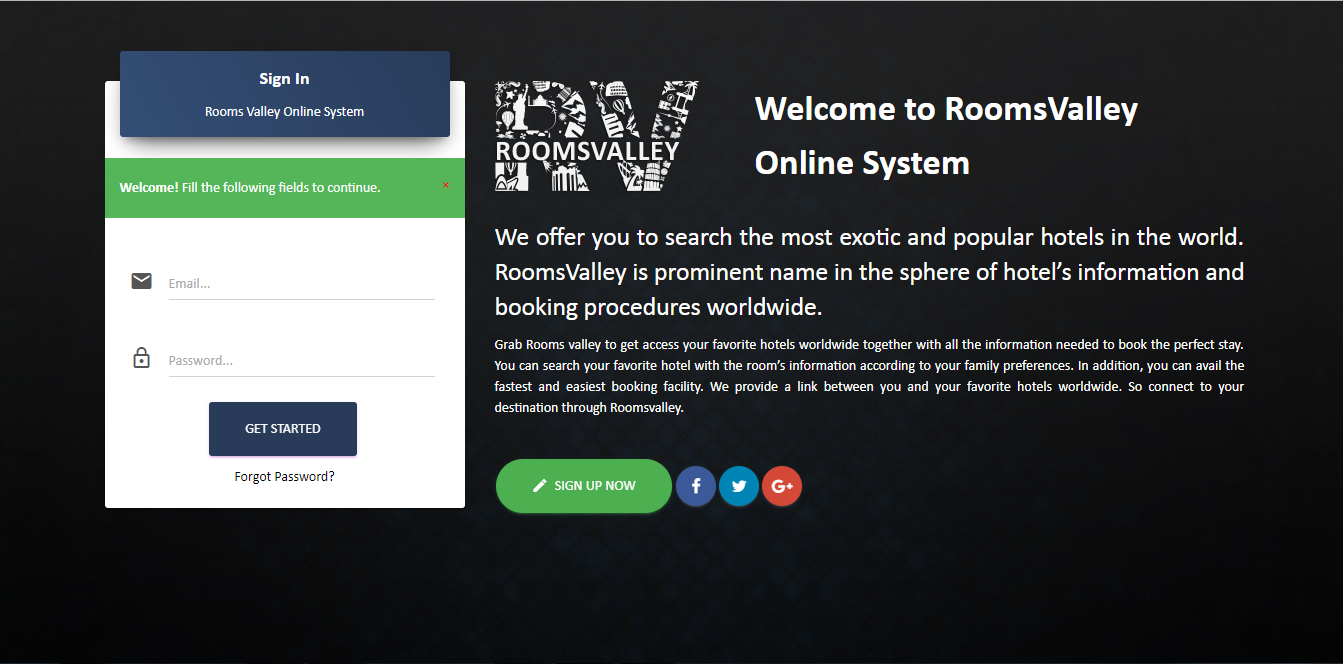 Sign In
Rooms Valley Online System
Welcome! Fill the following fields to continue.
×
Email...
Password...
GET STARTED
Forgot Password?
RV
ROOMSVALLEY
Welcome to RoomsValley
Online System
We offer you to search the most exotic and popular hotels in the world.
RoomsValley is prominent name in the sphere of hotel’s information and
booking procedures worldwide.
Grab Rooms valley to get access your favorite hotels worldwide together with all the information needed to book the perfect stay.
You can search your favorite hotel with the room’s information according to your family preferences. In addition, you can avail the
fastest and easiest booking facility. We provide a link between you and your favorite hotels worldwide. So connect to your
destination through Roomsvalley.
SIGN UP NOW
f
G+